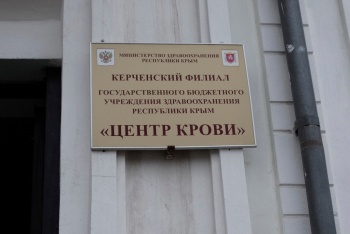 МИНИСТЕРСТВО ЗДРАВООХРАНЕНИЯ
РЕСПУБЛИКИ КРЫМ
КЕРЧЕНСКИЙ ФИЛИАЛ
ГОСУДАРСТВЕННОГО БЮДЖЕТНОГО
УЧРЕЖДЕНИЯ ЗДРАВООХРАНЕНИЯ
РЕСПУБЛИКИ КРЫМ
«ЦЕНТР КРОВИ»